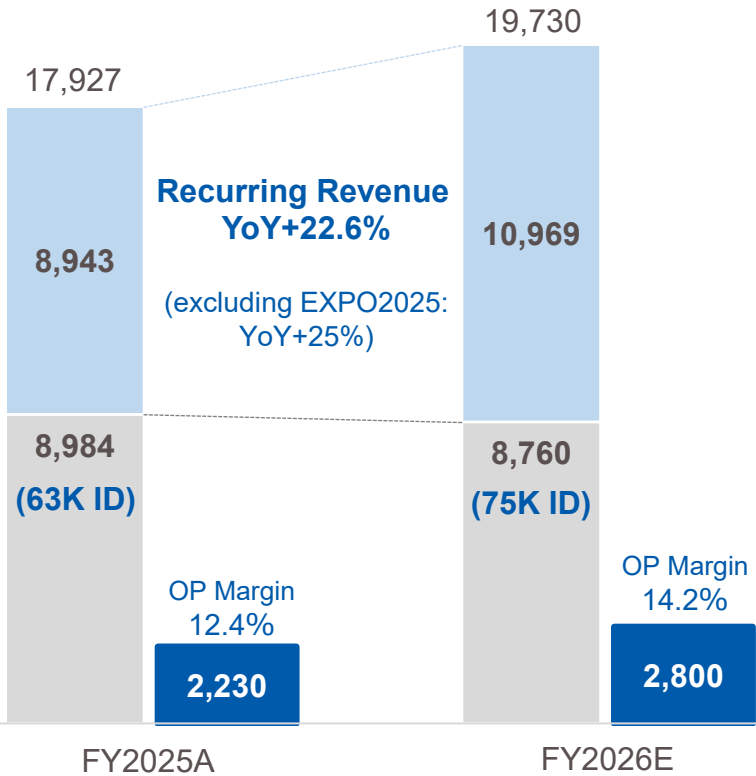 19,730
17,927
Recurring Revenue
YoY+22.6%
8,943
10,969
(excluding EXPO2025:
YoY+25%)
8,984
(63K ID)
8,760
(75K ID)
OP Margin
12.4%
OP Margin
14.2%
2,230
2,800
FY2025A
FY2026E